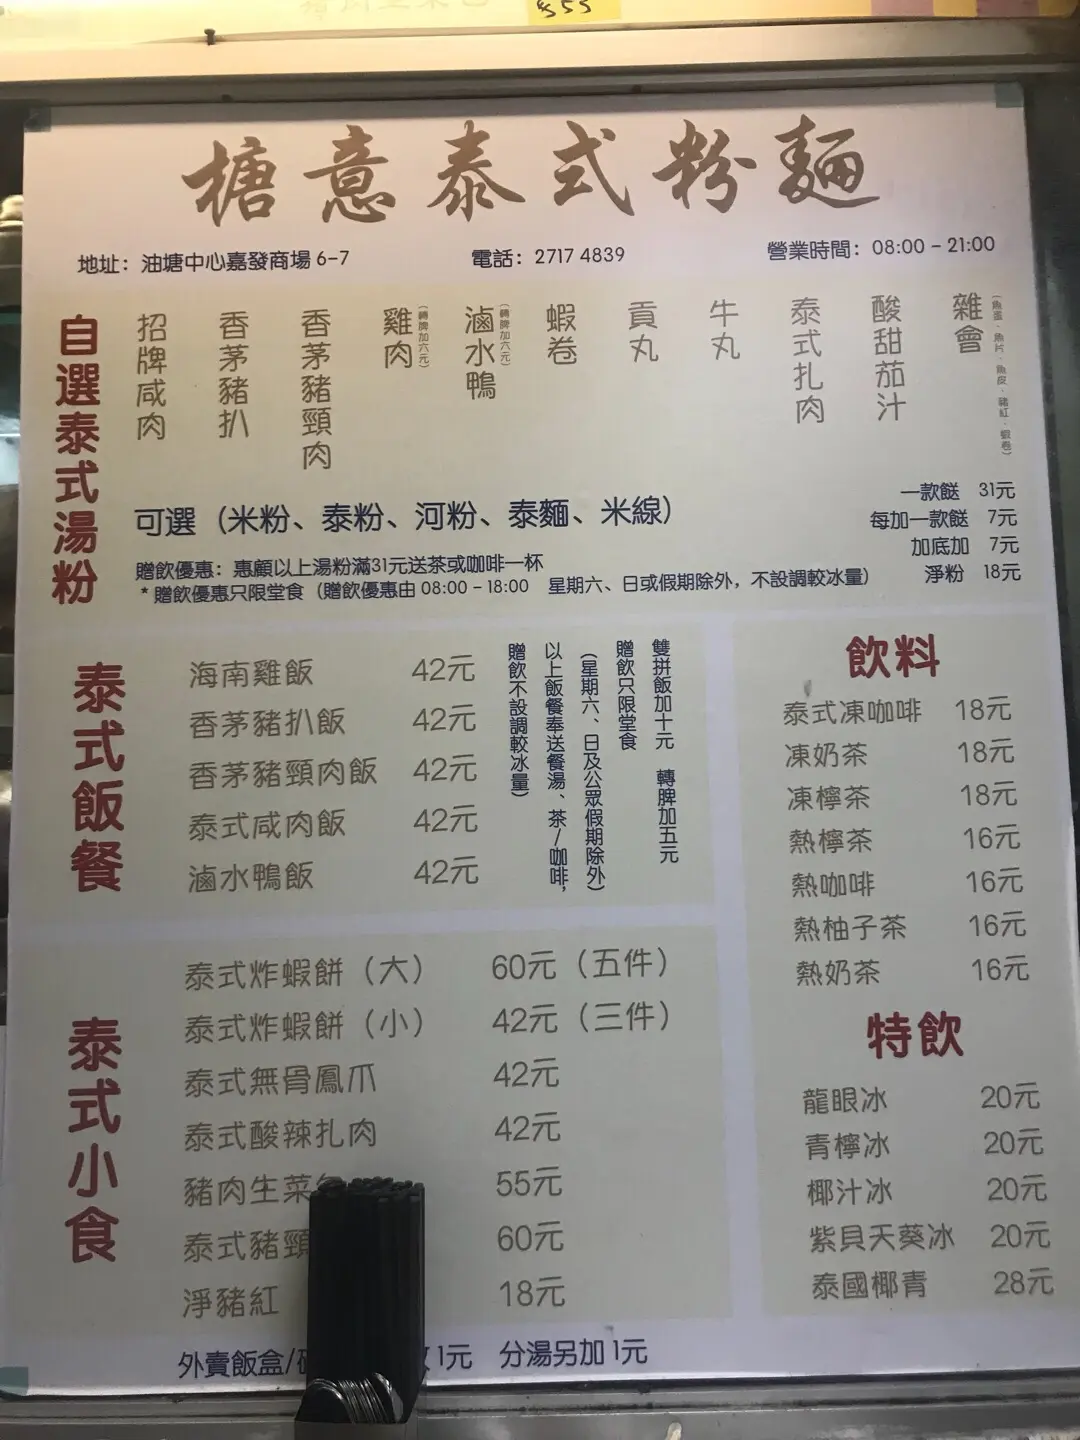 $55
搪意泰式粉麵
地址：油塘中心嘉發商場 6-7　電話：2717 4839　營業時間：08:00 - 21:00
自選泰式湯粉
招牌咸肉
香茅豬扒
香茅豬頸肉
雞肉（轉脾加六元）
滷水鴨（轉脾加六元）
蝦卷
貢丸
牛丸
泰式扎肉
酸甜茄汁
雜會（魚蛋、魚片、魚皮、豬紅、蝦卷）
可選（米粉、泰粉、河粉、泰麵、米線）
一款餸 31元
每加一款餸 7元
加底加 7元
淨粉 18元
贈飲優惠：惠顧以上湯粉滿31元送茶或咖啡一杯
*贈飲優惠只限堂食（贈飲優惠由 08:00 - 18:00　星期六、日或假期除外，不設調較冰量）
泰式飯餐
海南雞飯 42元
香茅豬扒飯 42元
香茅豬頸肉飯 42元
泰式咸肉飯 42元
滷水鴨飯 42元
雙拼飯加十元　轉脾加五元
贈飲只限堂食
（星期六、日及公眾假期除外）
以上飯餐奉送餐湯、茶/咖啡，
贈飲不設調較冰量）
泰式小食
泰式炸蝦餅（大） 60元（五件）
泰式炸蝦餅（小） 42元（三件）
泰式無骨鳳爪 42元
泰式酸辣扎肉 42元
豬肉生菜 55元
泰式豬頸 60元
淨豬紅 18元
飲料
泰式凍咖啡 18元
凍奶茶 18元
凍檸茶 18元
熱檸茶 16元
熱咖啡 16元
熱柚子茶 16元
熱奶茶 16元
特飲
龍眼冰 20元
青檸冰 20元
椰汁冰 20元
紫貝天葵冰 20元
泰國椰青 28元
外賣飯盒/ 1元　分湯另加 1元